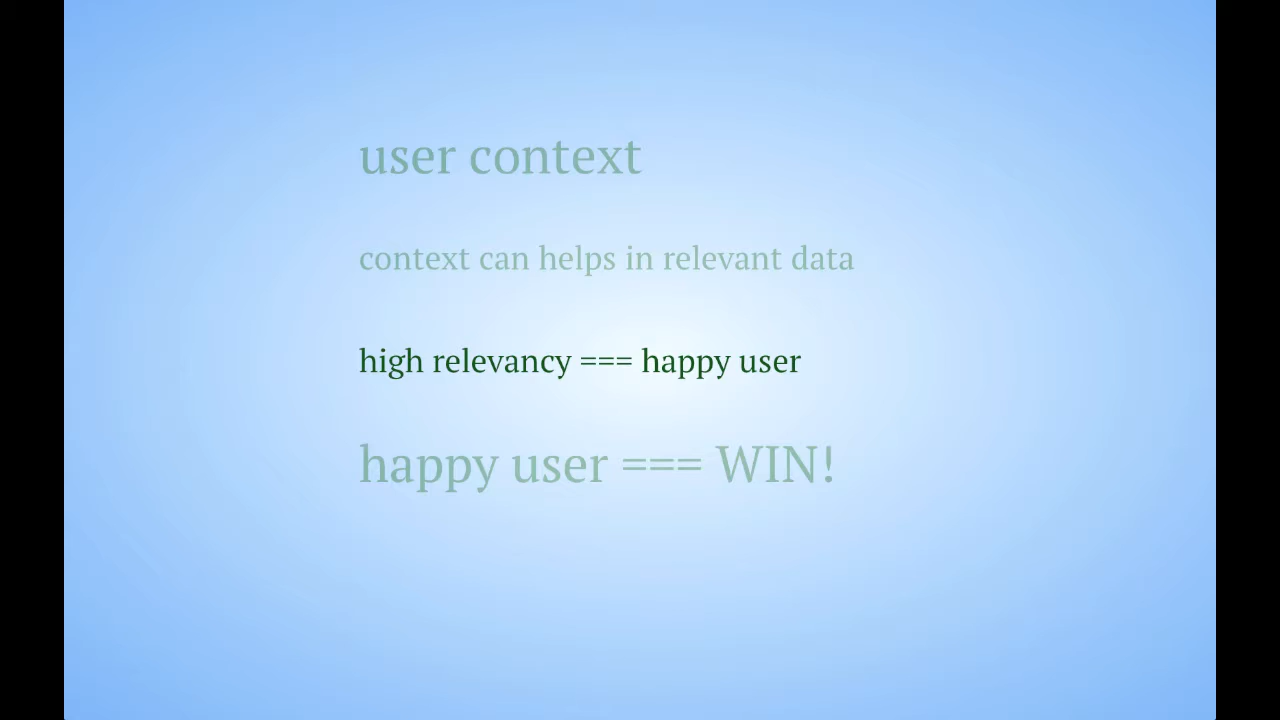 user context
context can helps in relevant data
high relevancy === happy user
happy user === WIN!